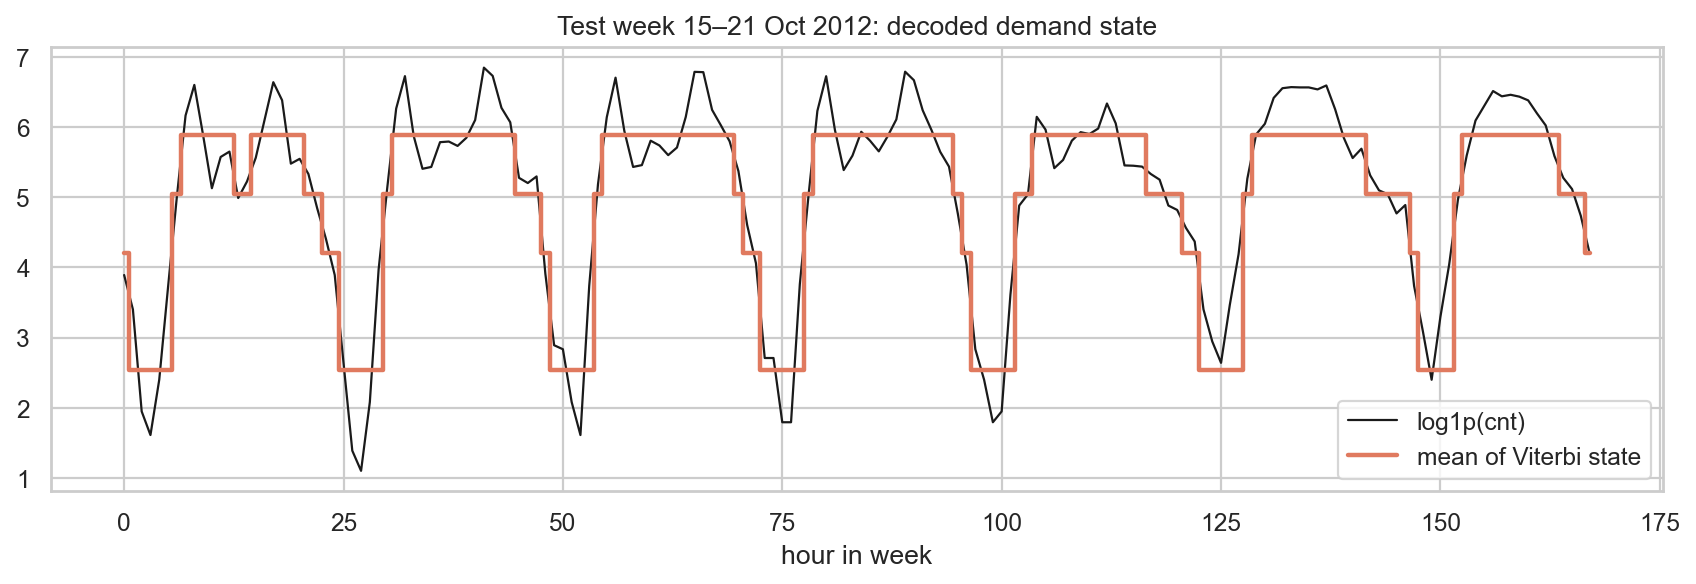 Test week 15–21 Oct 2012: decoded demand state
7
6
5
4
3
2
1
log1p(cnt)
mean of Viterbi state
0 25 50 75 100 125 150 175
hour in week